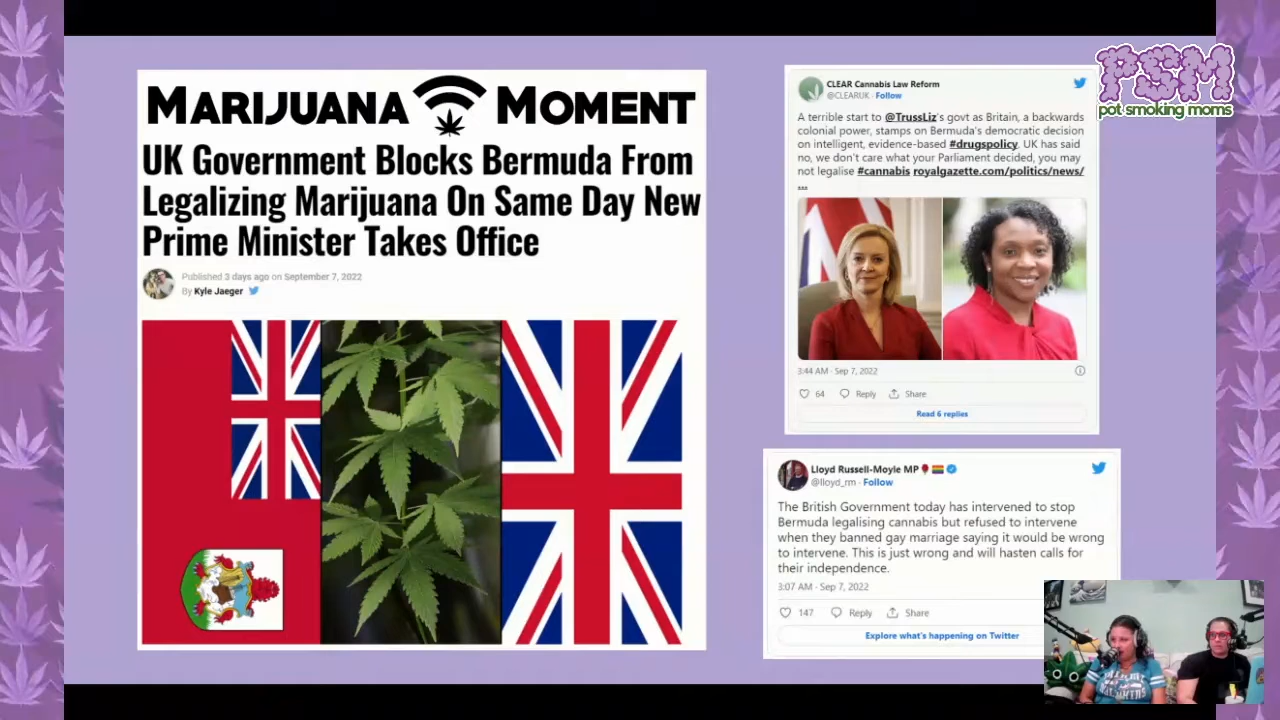 MARIJUANA MOMENT
UK Government Blocks Bermuda From
Legalizing Marijuana On Same Day New
Prime Minister Takes Office
Published 3 days ago on September 7, 2022
By Kyle Jaeger
CLEAR Cannabis Law Reform
@CLEARUK · Follow
A terrible start to @TrussLiz's govt as Britain, a backwards
colonial power, stamps on Bermuda's democratic decision
on intelligent, evidence-based #drugspolicy. UK has said
no, we don't care what your Parliament decided, you may
not legalise #cannabis royalgazette.com/politics/news/
...
3:44 AM · Sep 7, 2022
64 Reply Share
Read 6 replies
Lloyd Russell-Moyle MP
@lloyd_rm · Follow
The British Government today has intervened to stop
Bermuda legalising cannabis but refused to intervene
when they banned gay marriage saying it would be wrong
to intervene. This is just wrong and will hasten calls for
their independence.
3:07 AM · Sep 7, 2022
147 Reply Share
Explore what's happening on Twitter
PSM
pot smoking moms